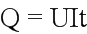 Q = UIt